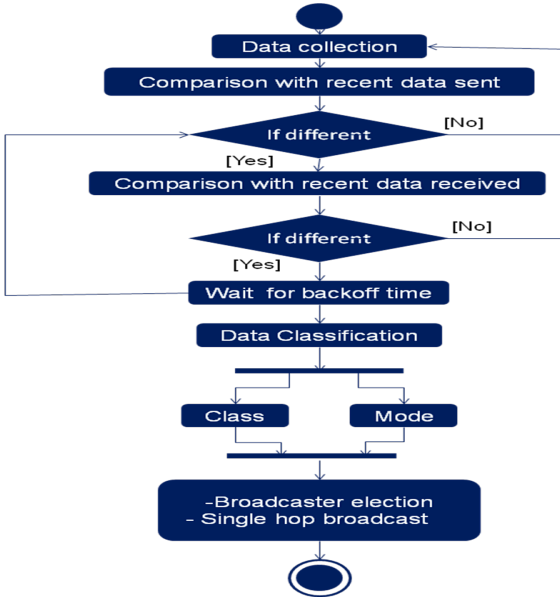 Data collection
Comparison with recent data sent
If different
[No]
[Yes]
Comparison with recent data received
If different
[No]
[Yes]
Wait for backoff time
Data Classification
Class
Mode
-Broadcaster election
- Single hop broadcast